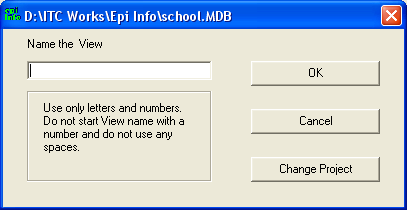 D:\ITC Works\Epi Info\school.MDB
Name the View
OK
Use only letters and numbers.
Do not start View name with a
number and do not use any
spaces.
Cancel
Change Project